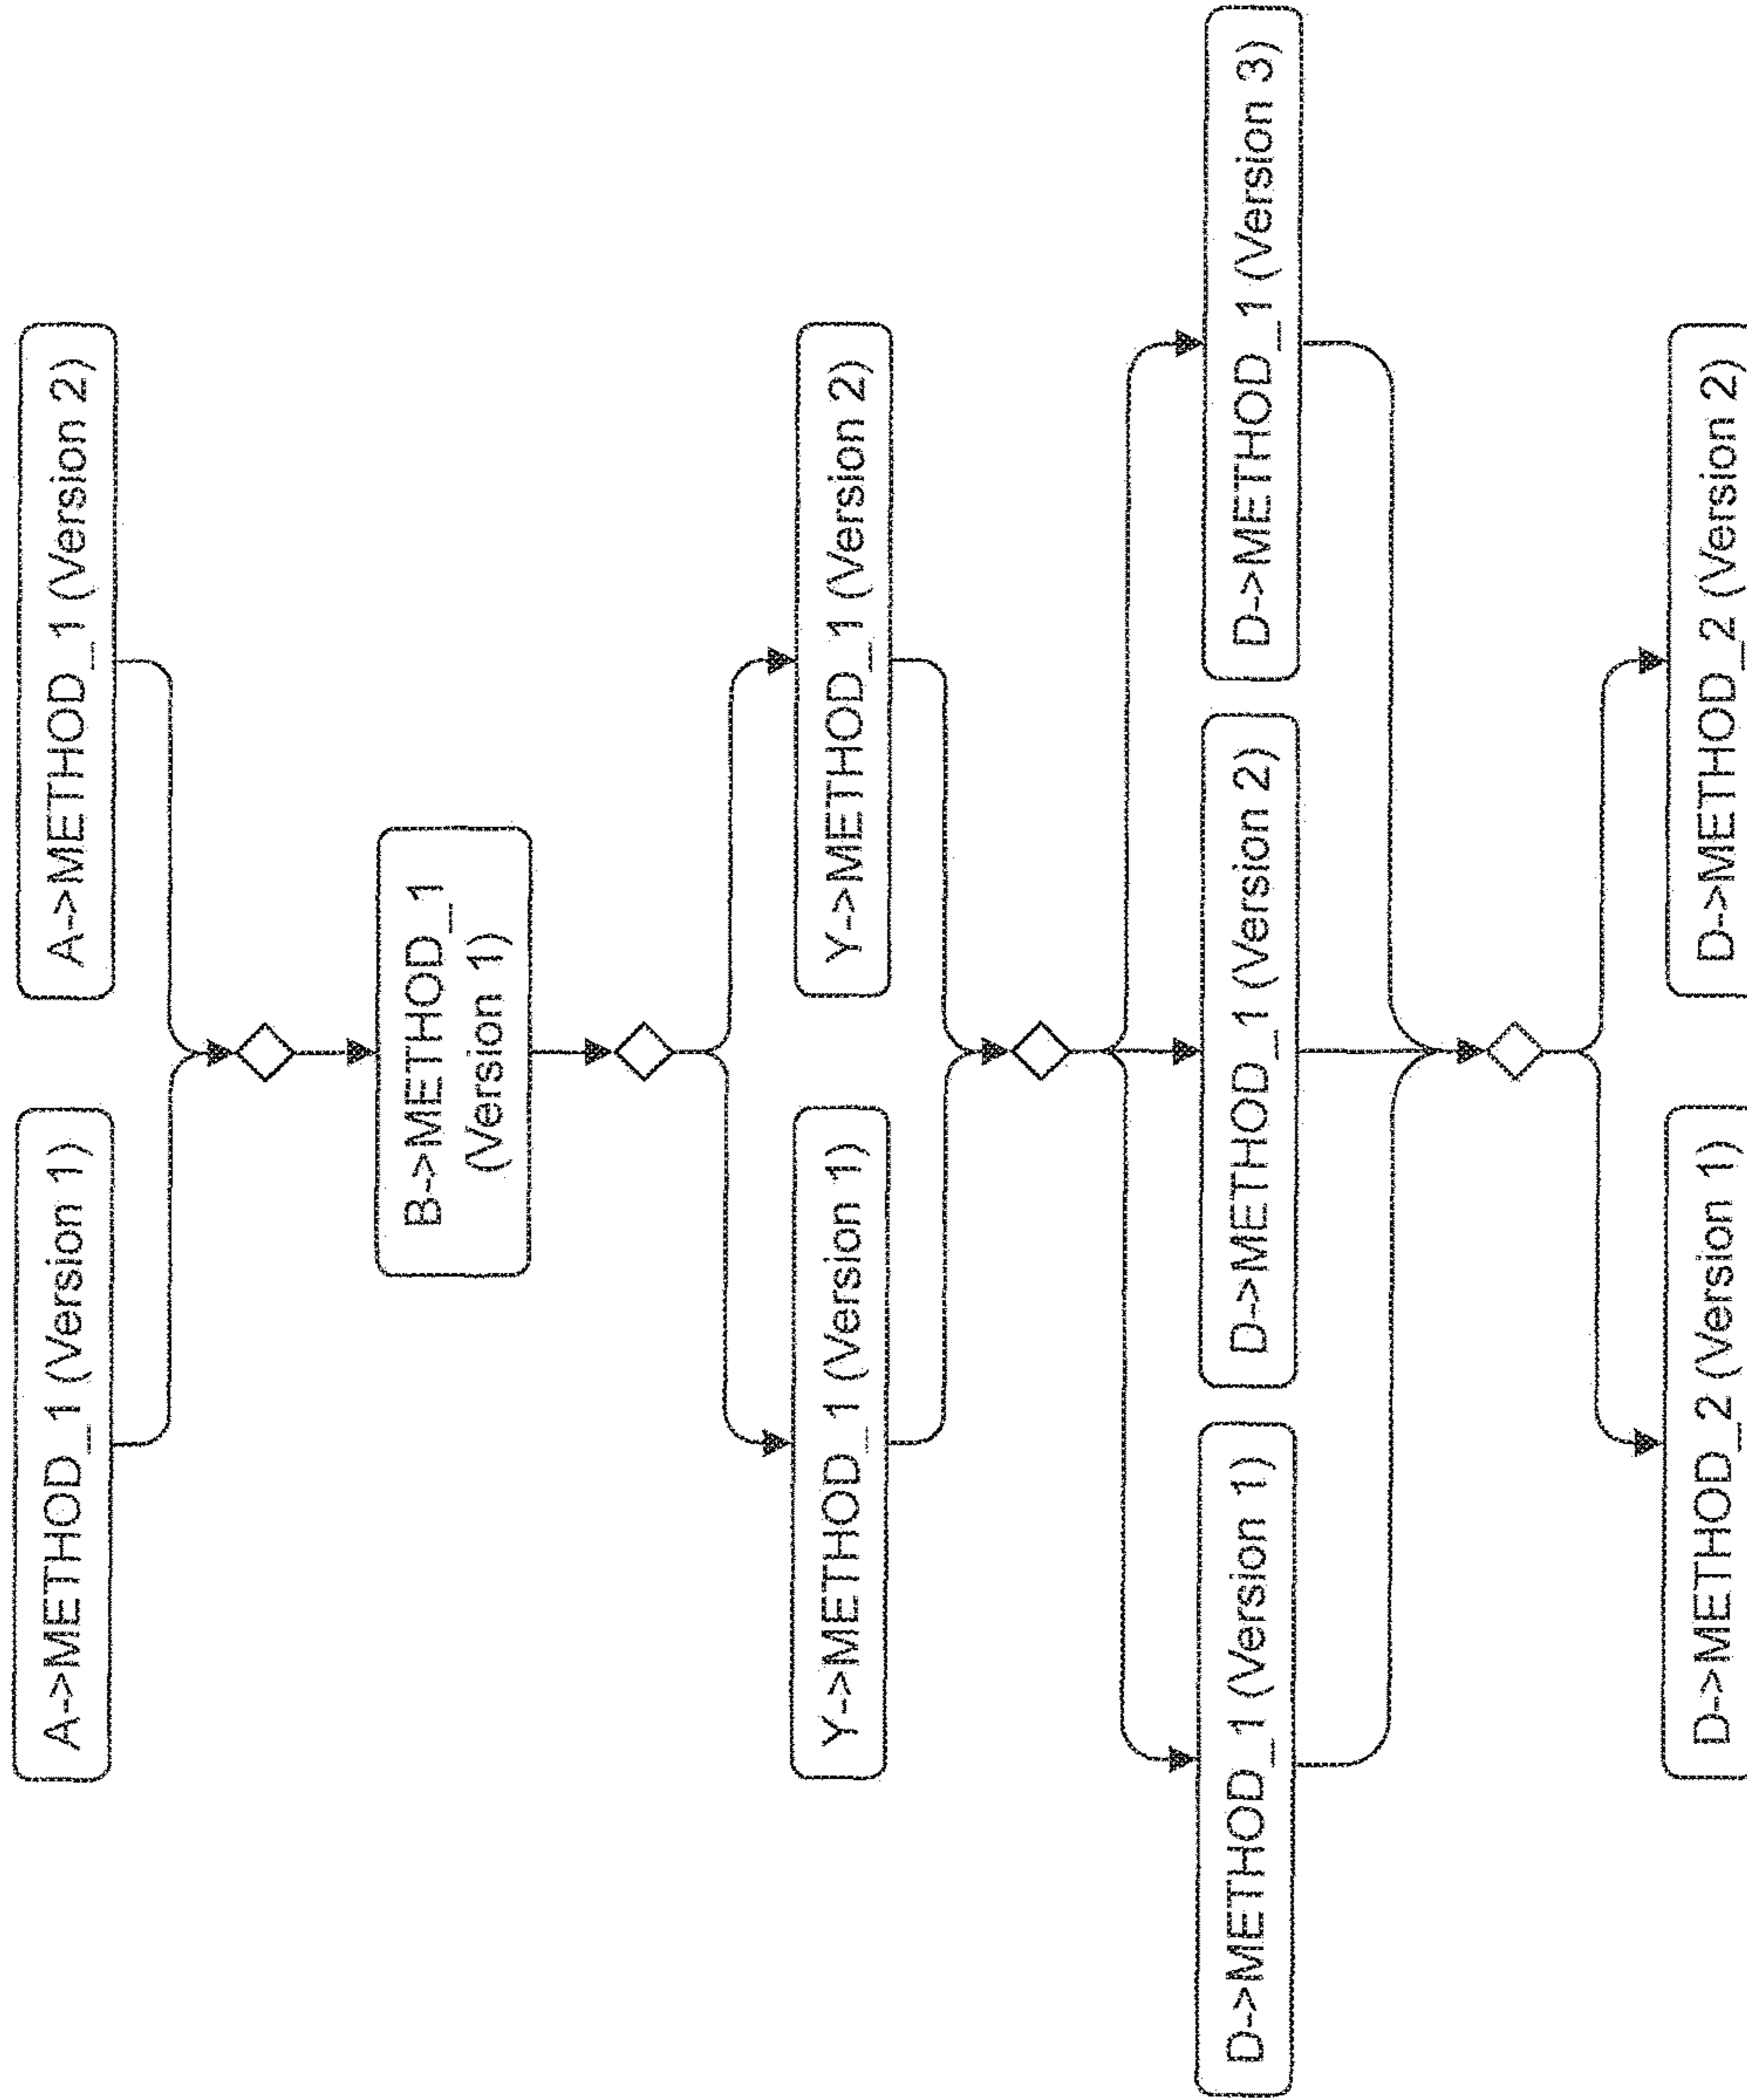 A->METHOD_1 (Version 1)
A->METHOD_1 (Version 2)
B->METHOD_1
(Version 1)
Y->METHOD_1 (Version 1)
Y->METHOD_1 (Version 2)
D->METHOD_1 (Version 1)
D->METHOD_1 (Version 2)
D->METHOD_1 (Version 3)
D->METHOD_2 (Version 1)
D->METHOD_2 (Version 2)